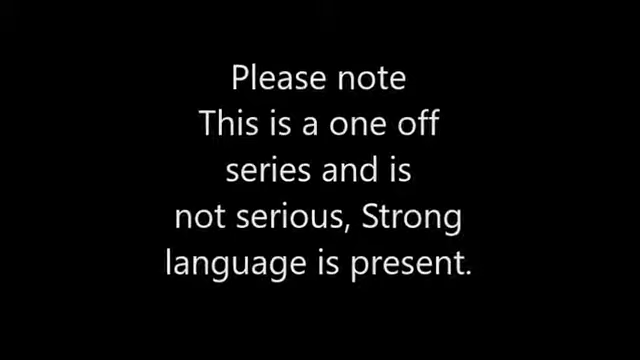 Please note
This is a one off
series and is
not serious, Strong
language is present.